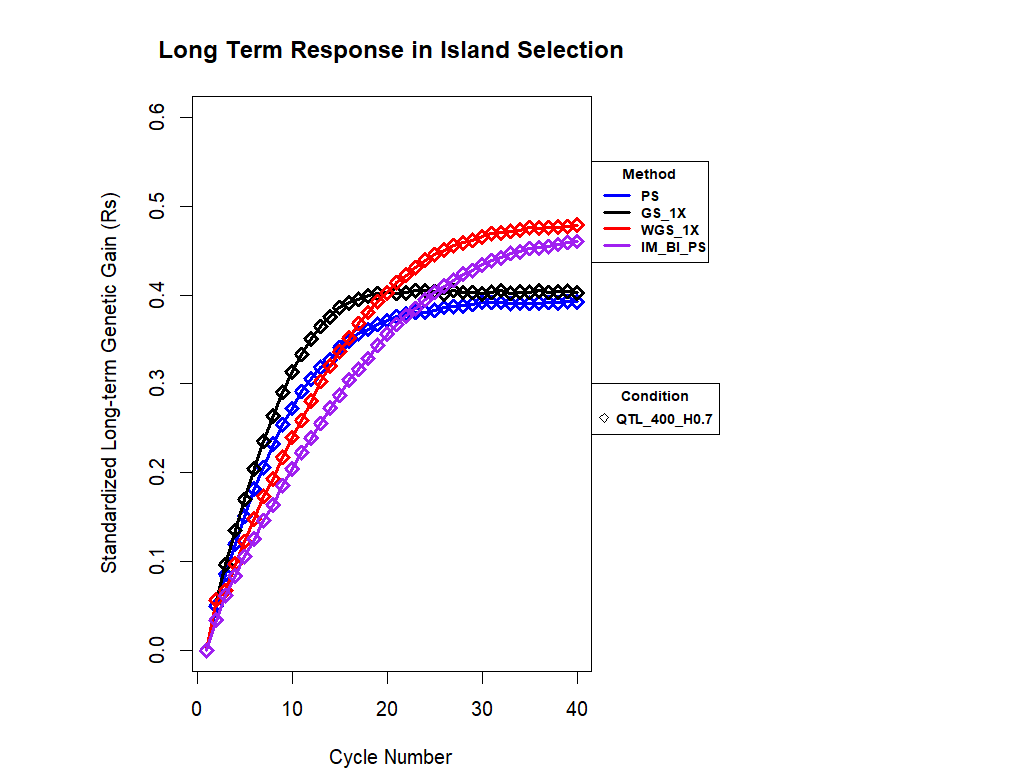 Long Term Response in Island Selection
Standardized Long-term Genetic Gain (Rs)
0.6
0.5
0.4
0.3
0.2
0.1
0.0
0 10 20 30 40
Cycle Number
Method
PS
GS_1X
WGS_1X
IM_BI_PS
Condition
QTL_400_H0.7